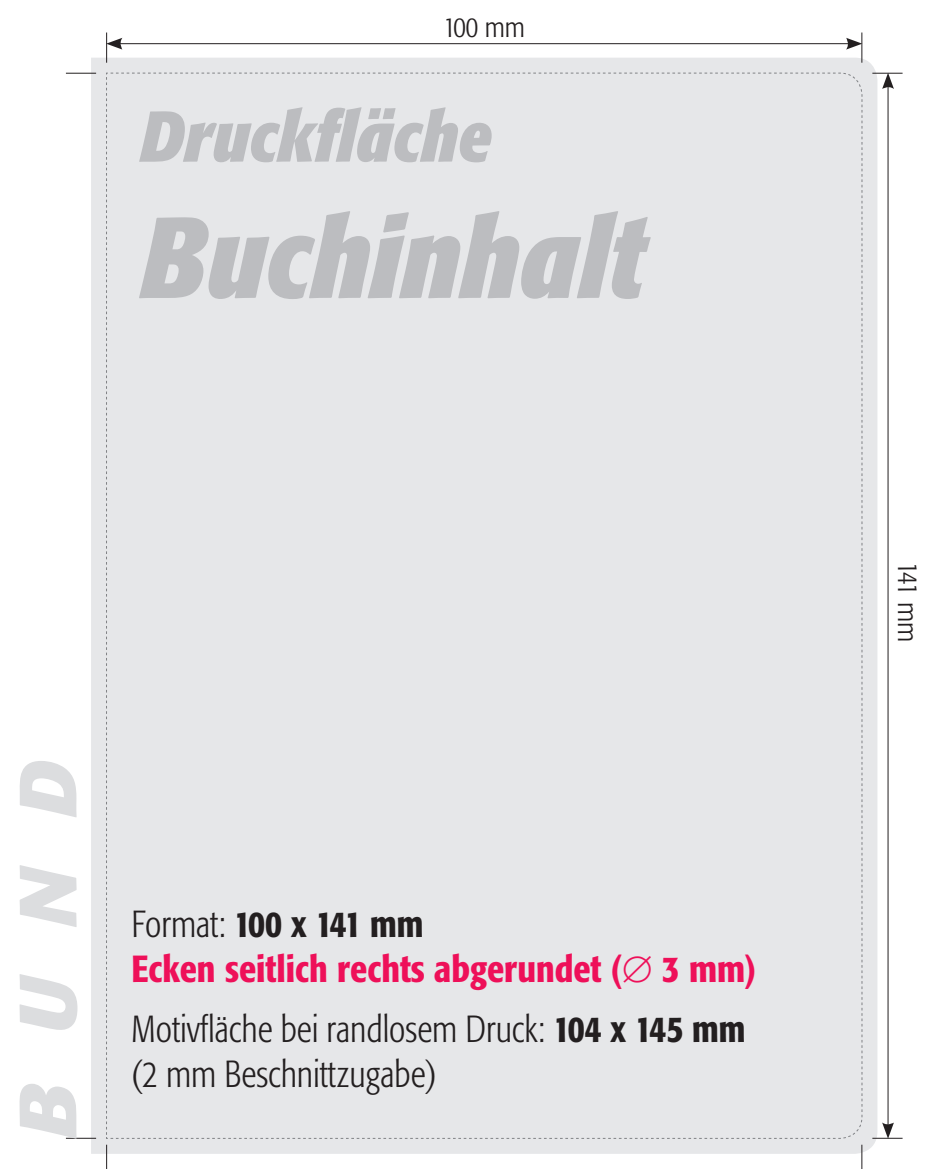 100 mm
Druckfläche
Buchinhalt
141 mm
BUND
Format: 100 x 141 mm
Ecken seitlich rechts abgerundet (∅ 3 mm)
Motivfläche bei randlosem Druck: 104 x 145 mm
(2 mm Beschnittzugabe)